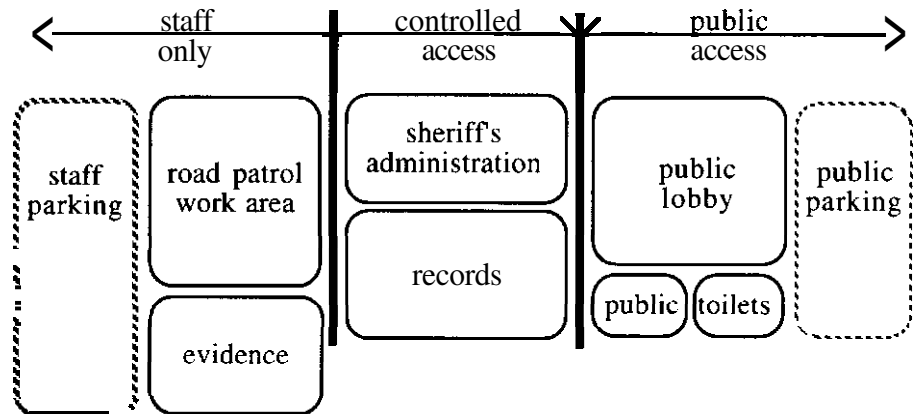 staff
only
controlled
access
public
access
staff
parking
road patrol
work area
evidence
sheriff's
administration
records
public
lobby
public
toilets
public
parking